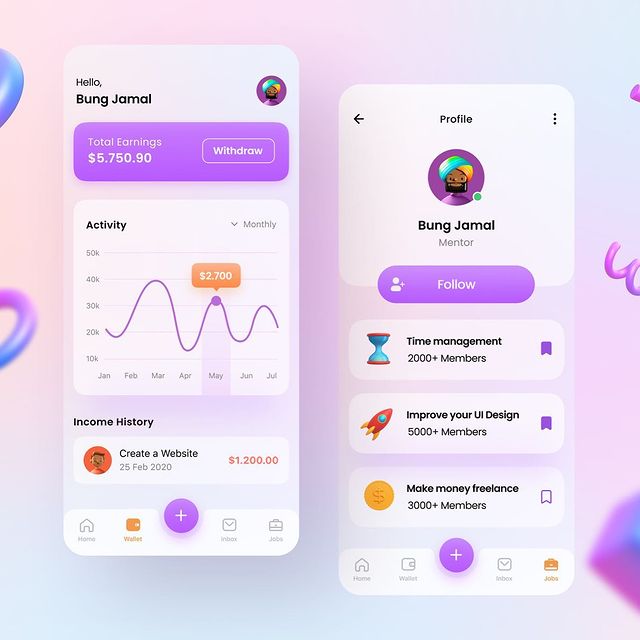 Hello,
Bung Jamal
Total Earnings
$5.750.90
Withdraw
Activity
Monthly
50k
40k
30k
20k
10k
$2.700
Jan Feb Mar Apr May Jun Jul
Income History
Create a Website
25 Feb 2020
$1.200.00
Home Wallet + Inbox Jobs
Profile
Bung Jamal
Mentor
Follow
Time management
2000+ Members
Improve your UI Design
5000+ Members
Make money freelance
3000+ Members
Home Wallet + Inbox Jobs